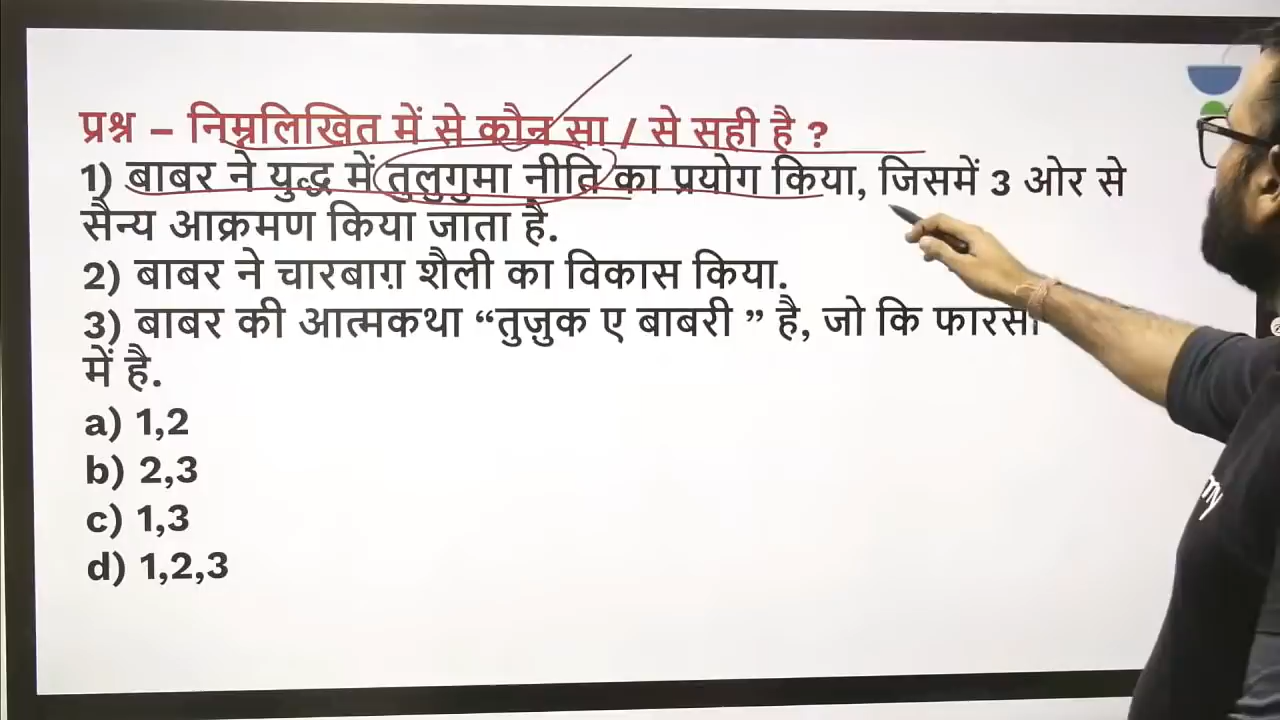 प्रश्न – निम्नलिखित में से कौन सा / से सही है ?
1) बाबर ने युद्ध में तुलुगुमा नीति का प्रयोग किया, जिसमें 3 ओर से
सैन्य आक्रमण किया जाता है.
2) बाबर ने चारबाग़ शैली का विकास किया.
3) बाबर की आत्मकथा “तुज़ुक ए बाबरी ” है, जो कि
में है.
a) 1,2
b) 2,3
c) 1,3
d) 1,2,3